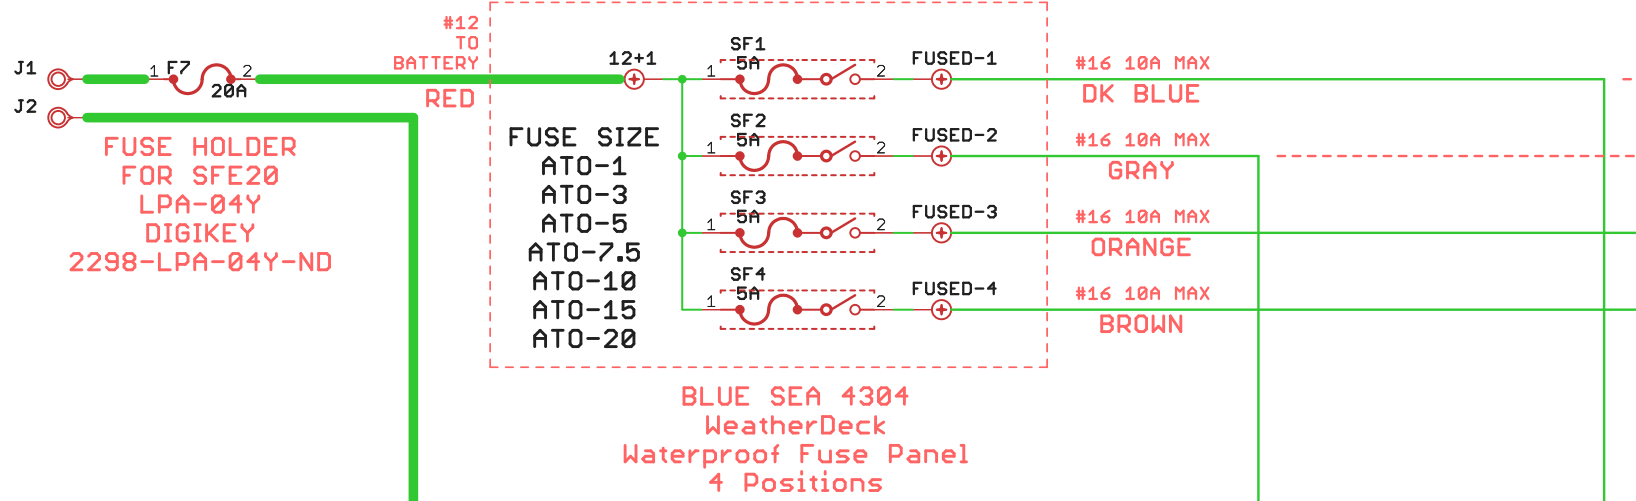 J1
1
F7
2
20A
J2
FUSE HOLDER
FOR SFE20
LPA-04Y
DIGIKEY
2298-LPA-04Y-ND
#12
TO
BATTERY
RED
12+1
FUSE SIZE
ATO-1
ATO-3
ATO-5
ATO-7.5
ATO-10
ATO-15
ATO-20
SF1
5A
1
2
FUSED-1
#16 10A MAX
DK BLUE
SF2
5A
1
2
FUSED-2
#16 10A MAX
GRAY
SF3
5A
1
2
FUSED-3
#16 10A MAX
ORANGE
SF4
5A
1
2
FUSED-4
#16 10A MAX
BROWN
BLUE SEA 4304
WeatherDeck
Waterproof Fuse Panel
4 Positions